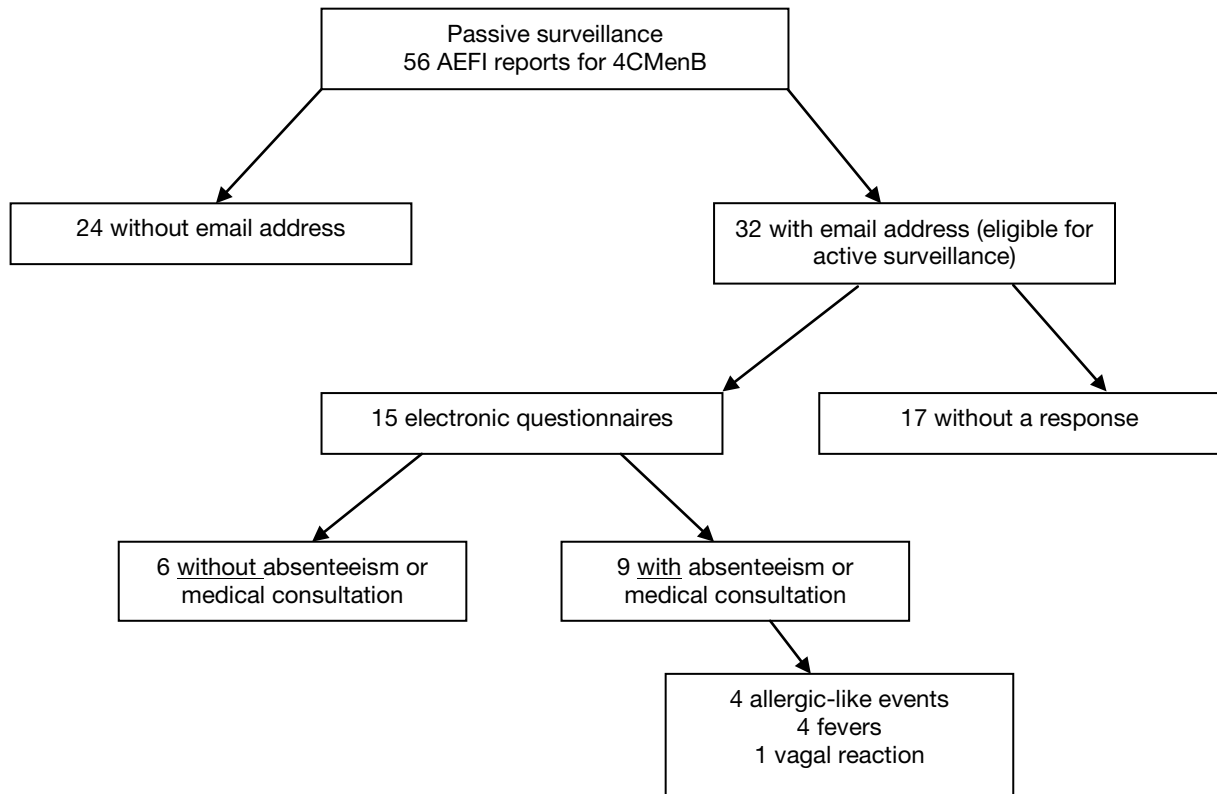 Passive surveillance
56 AEFI reports for 4CMenB
24 without email address
32 with email address (eligible for
active surveillance)
15 electronic questionnaires
17 without a response
6 without absenteeism or
medical consultation
9 with absenteeism or
medical consultation
4 allergic-like events
4 fevers
1 vagal reaction